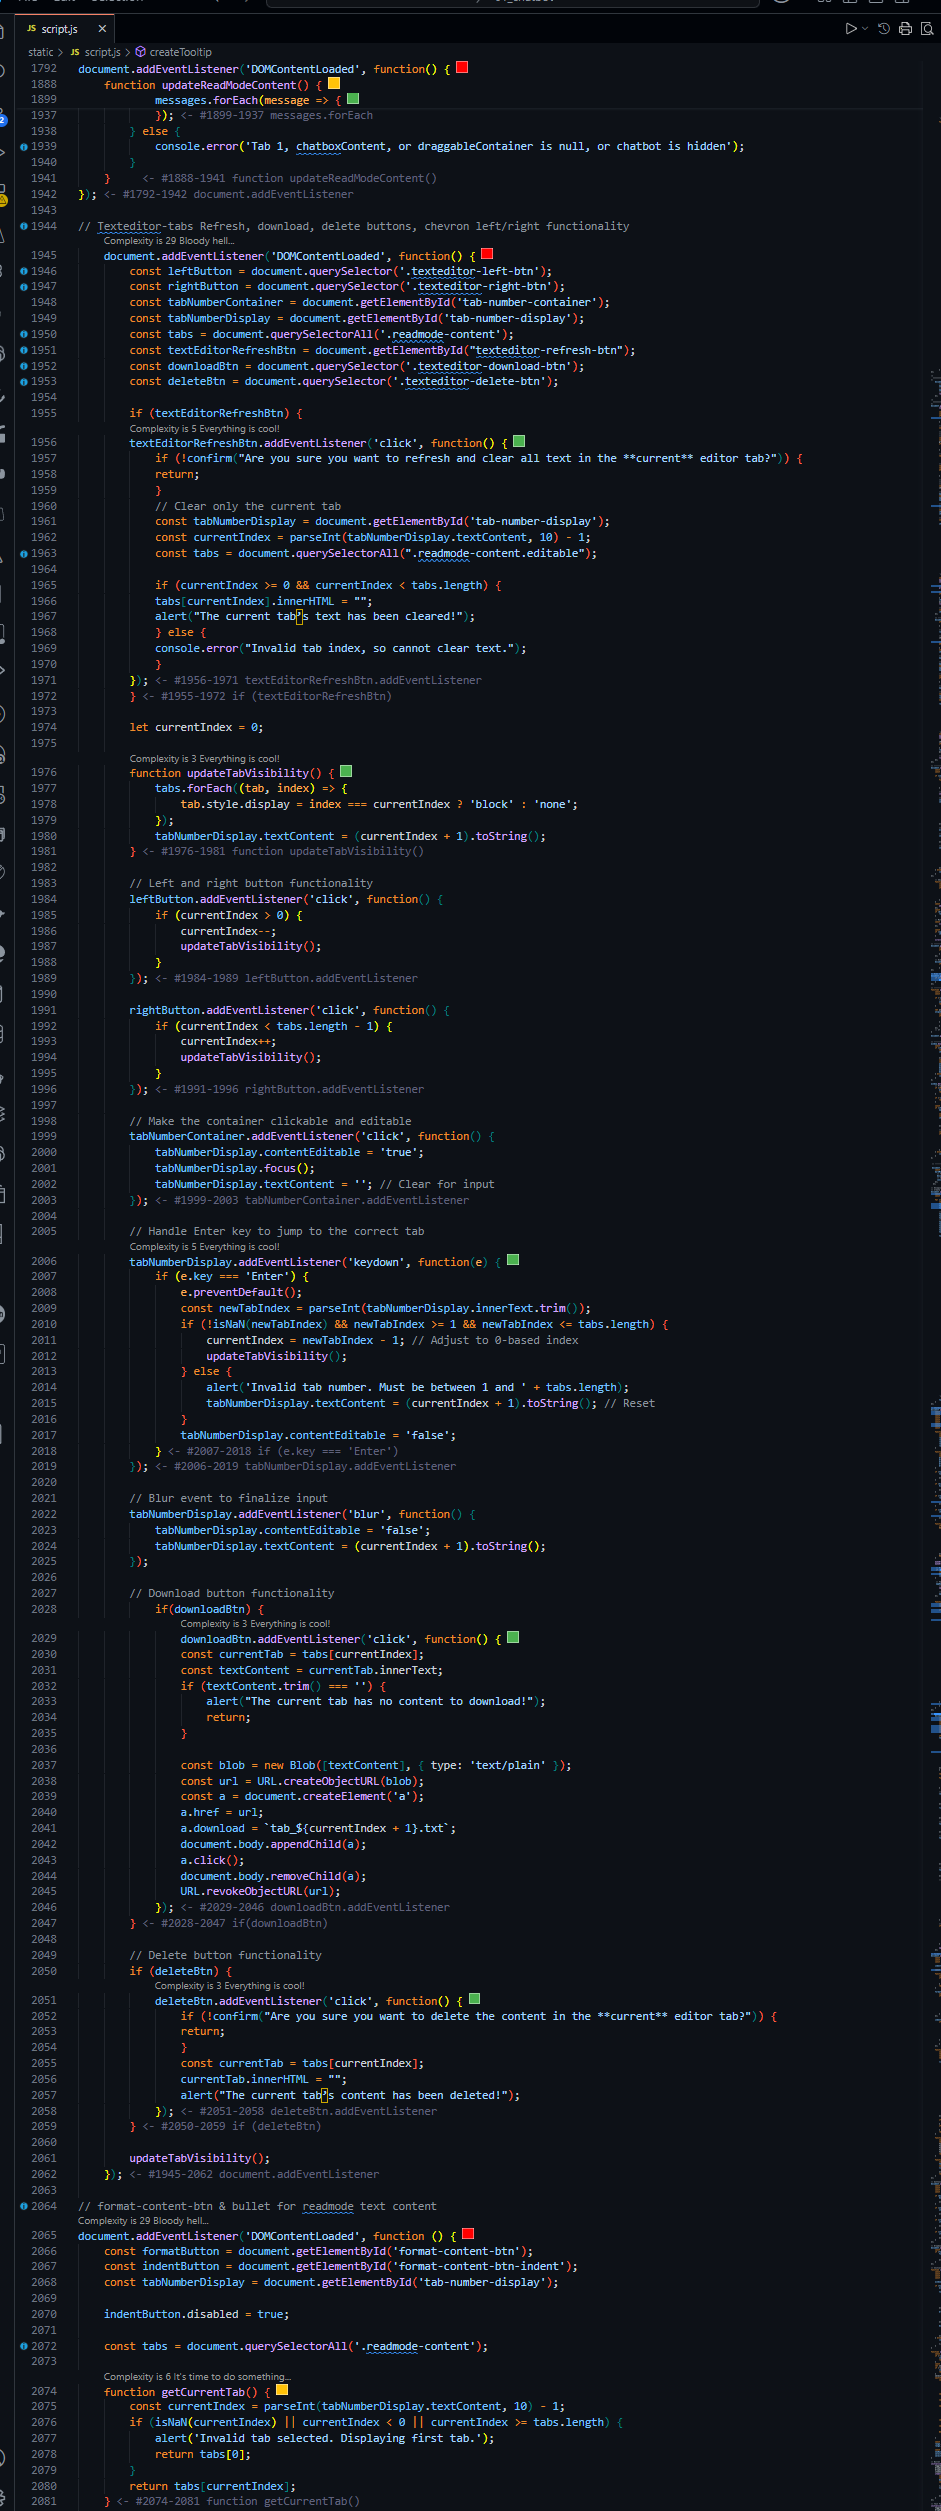 JS script.js ×
static > JS script.js > createTooltip
1792 document.addEventListener('DOMContentLoaded', function() {
1888 function updateReadModeContent() {
1899 messages.forEach(message => {
1937 }); <- #1899-1937 messages.forEach
1938 } else {
1939 console.error('Tab 1, chatboxContent, or draggableContainer is null, or chatbot is hidden');
1940 }
1941 } <- #1888-1941 function updateReadModeContent()
1942 }); <- #1792-1942 document.addEventListener
1943
1944 // Texteditor-tabs Refresh, download, delete buttons, chevron left/right functionality
Complexity is 29 Bloody hell...
1945 document.addEventListener('DOMContentLoaded', function() {
1946 const leftButton = document.querySelector('.texteditor-left-btn');
1947 const rightButton = document.querySelector('.texteditor-right-btn');
1948 const tabNumberContainer = document.getElementById('tab-number-container');
1949 const tabNumberDisplay = document.getElementById('tab-number-display');
1950 const tabs = document.querySelectorAll('.readmode-content');
1951 const textEditorRefreshBtn = document.getElementById("texteditor-refresh-btn");
1952 const downloadBtn = document.querySelector('.texteditor-download-btn');
1953 const deleteBtn = document.querySelector('.texteditor-delete-btn');
1954
1955 if (textEditorRefreshBtn) {
Complexity is 5 Everything is cool!
1956 textEditorRefreshBtn.addEventListener('click', function() {
1957 if (!confirm("Are you sure you want to refresh and clear all text in the **current** editor tab?")) {
1958 return;
1959 }
1960 // Clear only the current tab
1961 const tabNumberDisplay = document.getElementById('tab-number-display');
1962 const currentIndex = parseInt(tabNumberDisplay.textContent, 10) - 1;
1963 const tabs = document.querySelectorAll(".readmode-content.editable");
1964
1965 if (currentIndex >= 0 && currentIndex < tabs.length) {
1966 tabs[currentIndex].innerHTML = "";
1967 alert("The current tab’s text has been cleared!");
1968 } else {
1969 console.error("Invalid tab index, so cannot clear text.");
1970 }
1971 }); <- #1956-1971 textEditorRefreshBtn.addEventListener
1972 } <- #1955-1972 if (textEditorRefreshBtn)
1973
1974 let currentIndex = 0;
1975
Complexity is 3 Everything is cool!
1976 function updateTabVisibility() {
1977 tabs.forEach((tab, index) => {
1978 tab.style.display = index === currentIndex ? 'block' : 'none';
1979 });
1980 tabNumberDisplay.textContent = (currentIndex + 1).toString();
1981 } <- #1976-1981 function updateTabVisibility()
1982
1983 // Left and right button functionality
1984 leftButton.addEventListener('click', function() {
1985 if (currentIndex > 0) {
1986 currentIndex--;
1987 updateTabVisibility();
1988 }
1989 }); <- #1984-1989 leftButton.addEventListener
1990
1991 rightButton.addEventListener('click', function() {
1992 if (currentIndex < tabs.length - 1) {
1993 currentIndex++;
1994 updateTabVisibility();
1995 }
1996 }); <- #1991-1996 rightButton.addEventListener
1997
1998 // Make the container clickable and editable
1999 tabNumberContainer.addEventListener('click', function() {
2000 tabNumberDisplay.contentEditable = 'true';
2001 tabNumberDisplay.focus();
2002 tabNumberDisplay.textContent = ''; // Clear for input
2003 }); <- #1999-2003 tabNumberContainer.addEventListener
2004
2005 // Handle Enter key to jump to the correct tab
Complexity is 5 Everything is cool!
2006 tabNumberDisplay.addEventListener('keydown', function(e) {
2007 if (e.key === 'Enter') {
2008 e.preventDefault();
2009 const newTabIndex = parseInt(tabNumberDisplay.innerText.trim());
2010 if (!isNaN(newTabIndex) && newTabIndex >= 1 && newTabIndex <= tabs.length) {
2011 currentIndex = newTabIndex - 1; // Adjust to 0-based index
2012 updateTabVisibility();
2013 } else {
2014 alert('Invalid tab number. Must be between 1 and ' + tabs.length);
2015 tabNumberDisplay.textContent = (currentIndex + 1).toString(); // Reset
2016 }
2017 tabNumberDisplay.contentEditable = 'false';
2018 } <- #2007-2018 if (e.key === 'Enter')
2019 }); <- #2006-2019 tabNumberDisplay.addEventListener
2020
2021 // Blur event to finalize input
2022 tabNumberDisplay.addEventListener('blur', function() {
2023 tabNumberDisplay.contentEditable = 'false';
2024 tabNumberDisplay.textContent = (currentIndex + 1).toString();
2025 });
2026
2027 // Download button functionality
2028 if(downloadBtn) {
Complexity is 3 Everything is cool!
2029 downloadBtn.addEventListener('click', function() {
2030 const currentTab = tabs[currentIndex];
2031 const textContent = currentTab.innerText;
2032 if (textContent.trim() === '') {
2033 alert("The current tab has no content to download!");
2034 return;
2035 }
2036
2037 const blob = new Blob([textContent], { type: 'text/plain' });
2038 const url = URL.createObjectURL(blob);
2039 const a = document.createElement('a');
2040 a.href = url;
2041 a.download = `tab_${currentIndex + 1}.txt`;
2042 document.body.appendChild(a);
2043 a.click();
2044 document.body.removeChild(a);
2045 URL.revokeObjectURL(url);
2046 }); <- #2029-2046 downloadBtn.addEventListener
2047 } <- #2028-2047 if(downloadBtn)
2048
2049 // Delete button functionality
2050 if (deleteBtn) {
Complexity is 3 Everything is cool!
2051 deleteBtn.addEventListener('click', function() {
2052 if (!confirm("Are you sure you want to delete the content in the **current** editor tab?")) {
2053 return;
2054 }
2055 const currentTab = tabs[currentIndex];
2056 currentTab.innerHTML = "";
2057 alert("The current tab’s content has been deleted!");
2058 }); <- #2051-2058 deleteBtn.addEventListener
2059 } <- #2050-2059 if (deleteBtn)
2060
2061 updateTabVisibility();
2062 }); <- #1945-2062 document.addEventListener
2063
2064 // format-content-btn & bullet for readmode text content
Complexity is 29 Bloody hell...
2065 document.addEventListener('DOMContentLoaded', function () {
2066 const formatButton = document.getElementById('format-content-btn');
2067 const indentButton = document.getElementById('format-content-btn-indent');
2068 const tabNumberDisplay = document.getElementById('tab-number-display');
2069
2070 indentButton.disabled = true;
2071
2072 const tabs = document.querySelectorAll('.readmode-content');
2073
Complexity is 6 It's time to do something...
2074 function getCurrentTab() {
2075 const currentIndex = parseInt(tabNumberDisplay.textContent, 10) - 1;
2076 if (isNaN(currentIndex) || currentIndex < 0 || currentIndex >= tabs.length) {
2077 alert('Invalid tab selected. Displaying first tab.');
2078 return tabs[0];
2079 }
2080 return tabs[currentIndex];
2081 } <- #2074-2081 function getCurrentTab()